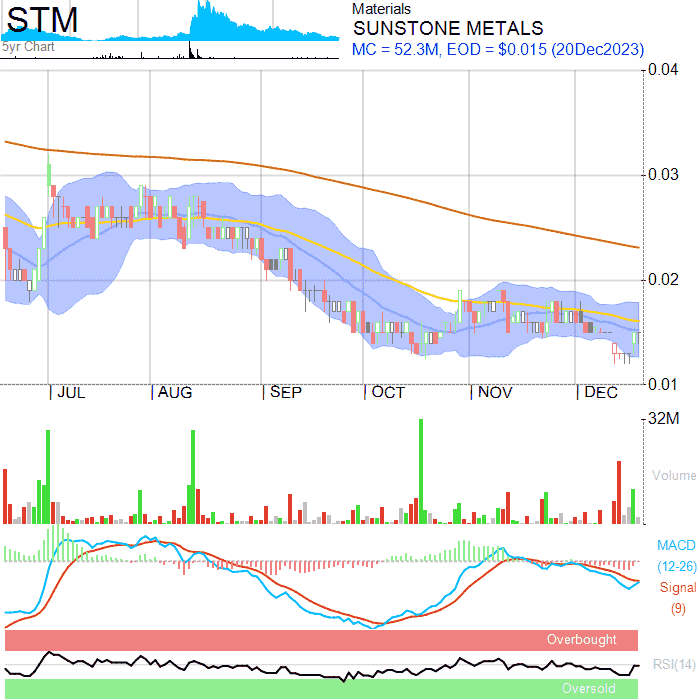 STM
5yr Chart
Materials
SUNSTONE METALS
MC = 52.3M, EOD = $0.015 (20Dec2023)
0.04
0.03
0.02
0.01
JUL AUG SEP OCT NOV DEC
32M
Volume
MACD
(12-26)
Signal
(9)
Overbought
RSI(14)
Oversold